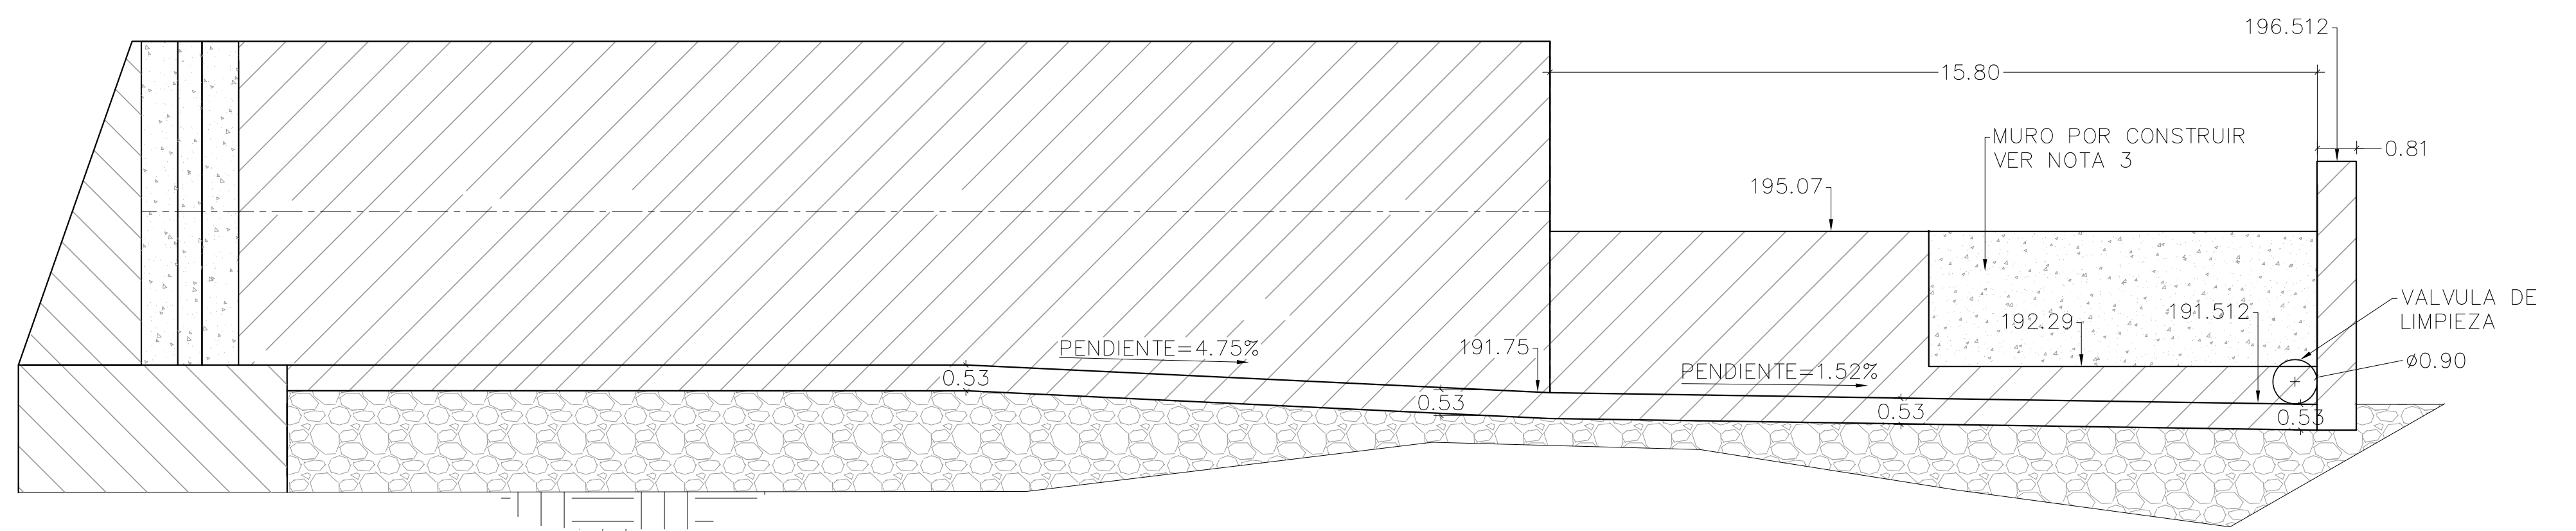 196.512
15.80
MURO POR CONSTRUIR
VER NOTA 3
0.81
195.07
VALVULA DE
LIMPIEZA
191.512
192.29
PENDIENTE=4.75%
191.75
ø0.90
PENDIENTE=1.52%
0.53
0.53
0.53
0.53